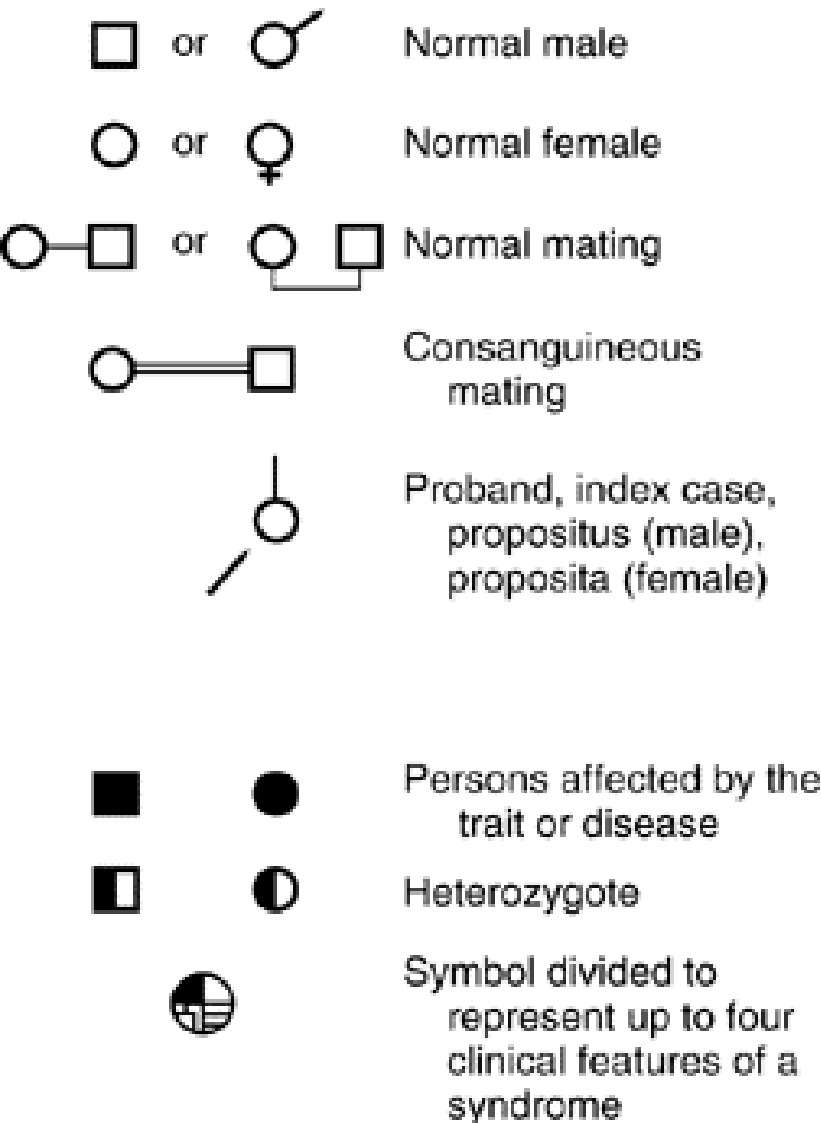 or Normal male
or Normal female
or Normal mating
Consanguineous
mating
Proband, index case,
propositus (male),
proposita (female)
Persons affected by the
trait or disease
Heterozygote
Symbol divided to
represent up to four
clinical features of a
syndrome